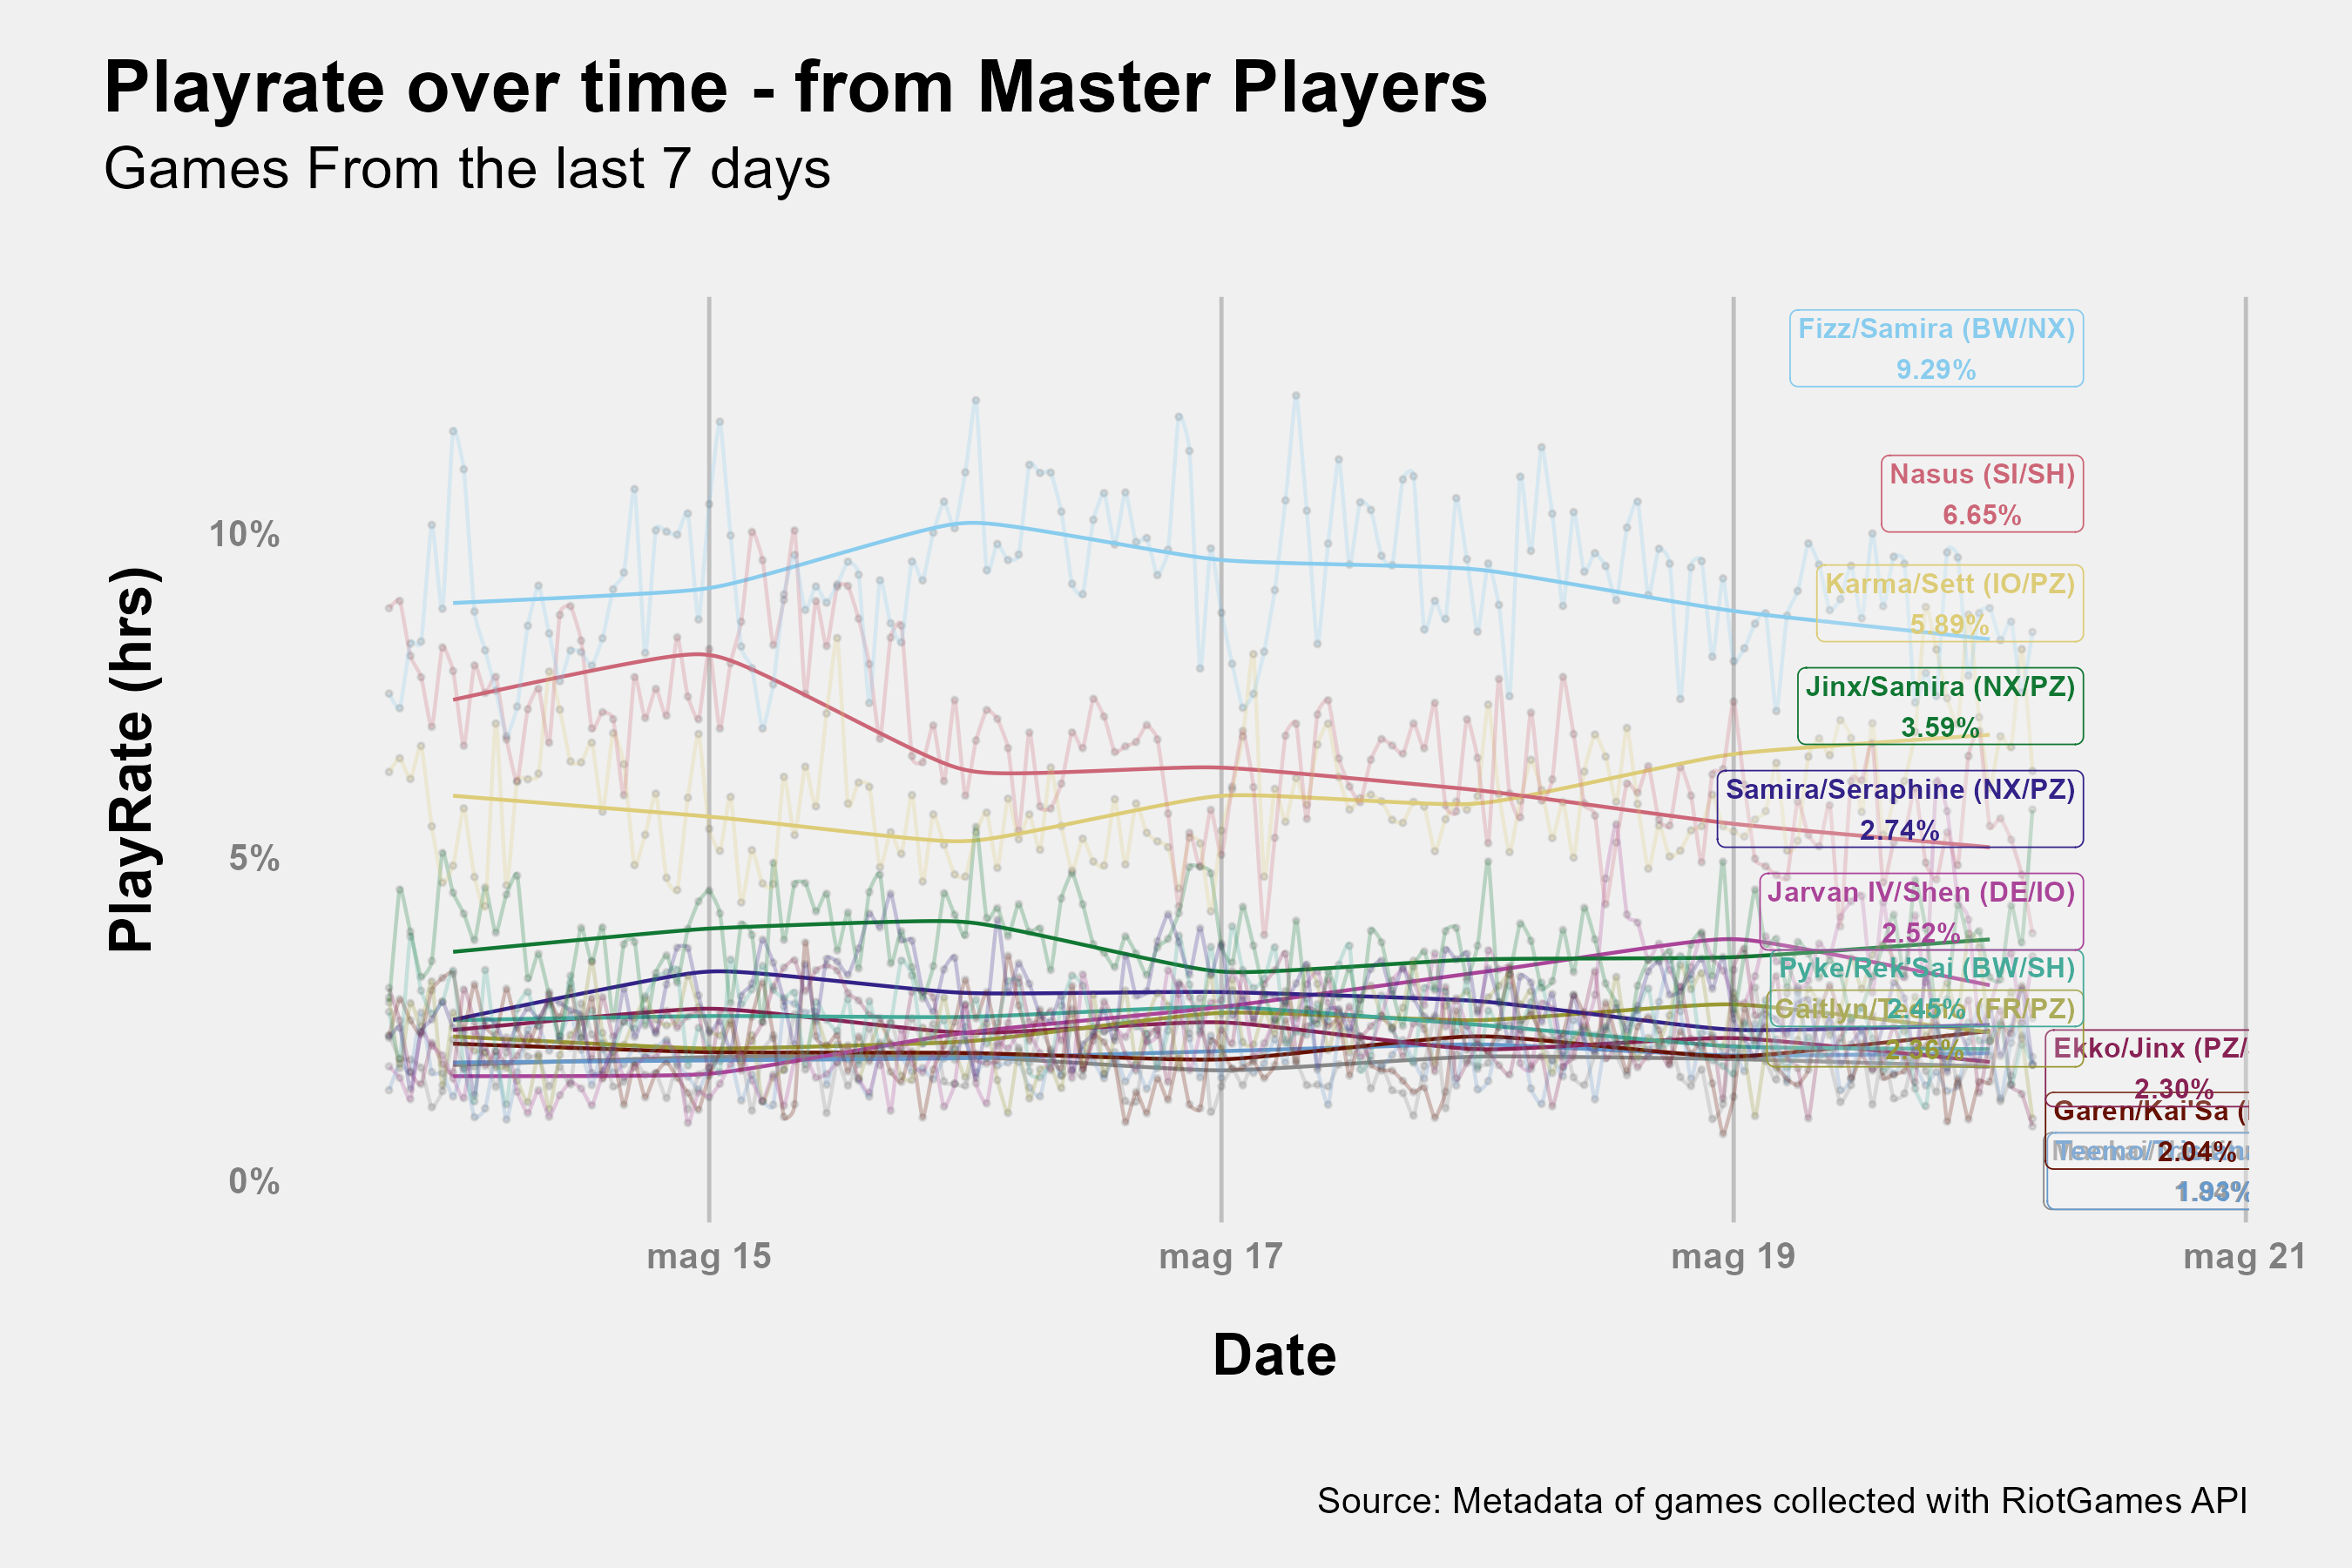 Playrate over time - from Master Players
Games From the last 7 days
PlayRate (hrs)
10%
5%
0%
Fizz/Samira (BW/NX)
9.29%
Nasus (SI/SH)
6.65%
Karma/Sett (IO/PZ)
5.89%
Jinx/Samira (NX/PZ)
3.59%
Samira/Seraphine (NX/PZ)
2.74%
Jarvan IV/Shen (DE/IO)
2.52%
Pyke/Rek'Sai (BW/SH)
2.45%
(FR/PZ)
2.36%
Ekko/Jinx (PZ/
2.30%
Garen/Kai'Sa (
2.04%
mag 15
mag 17
mag 19
mag 21
Date
Source: Metadata of games collected with RiotGames API